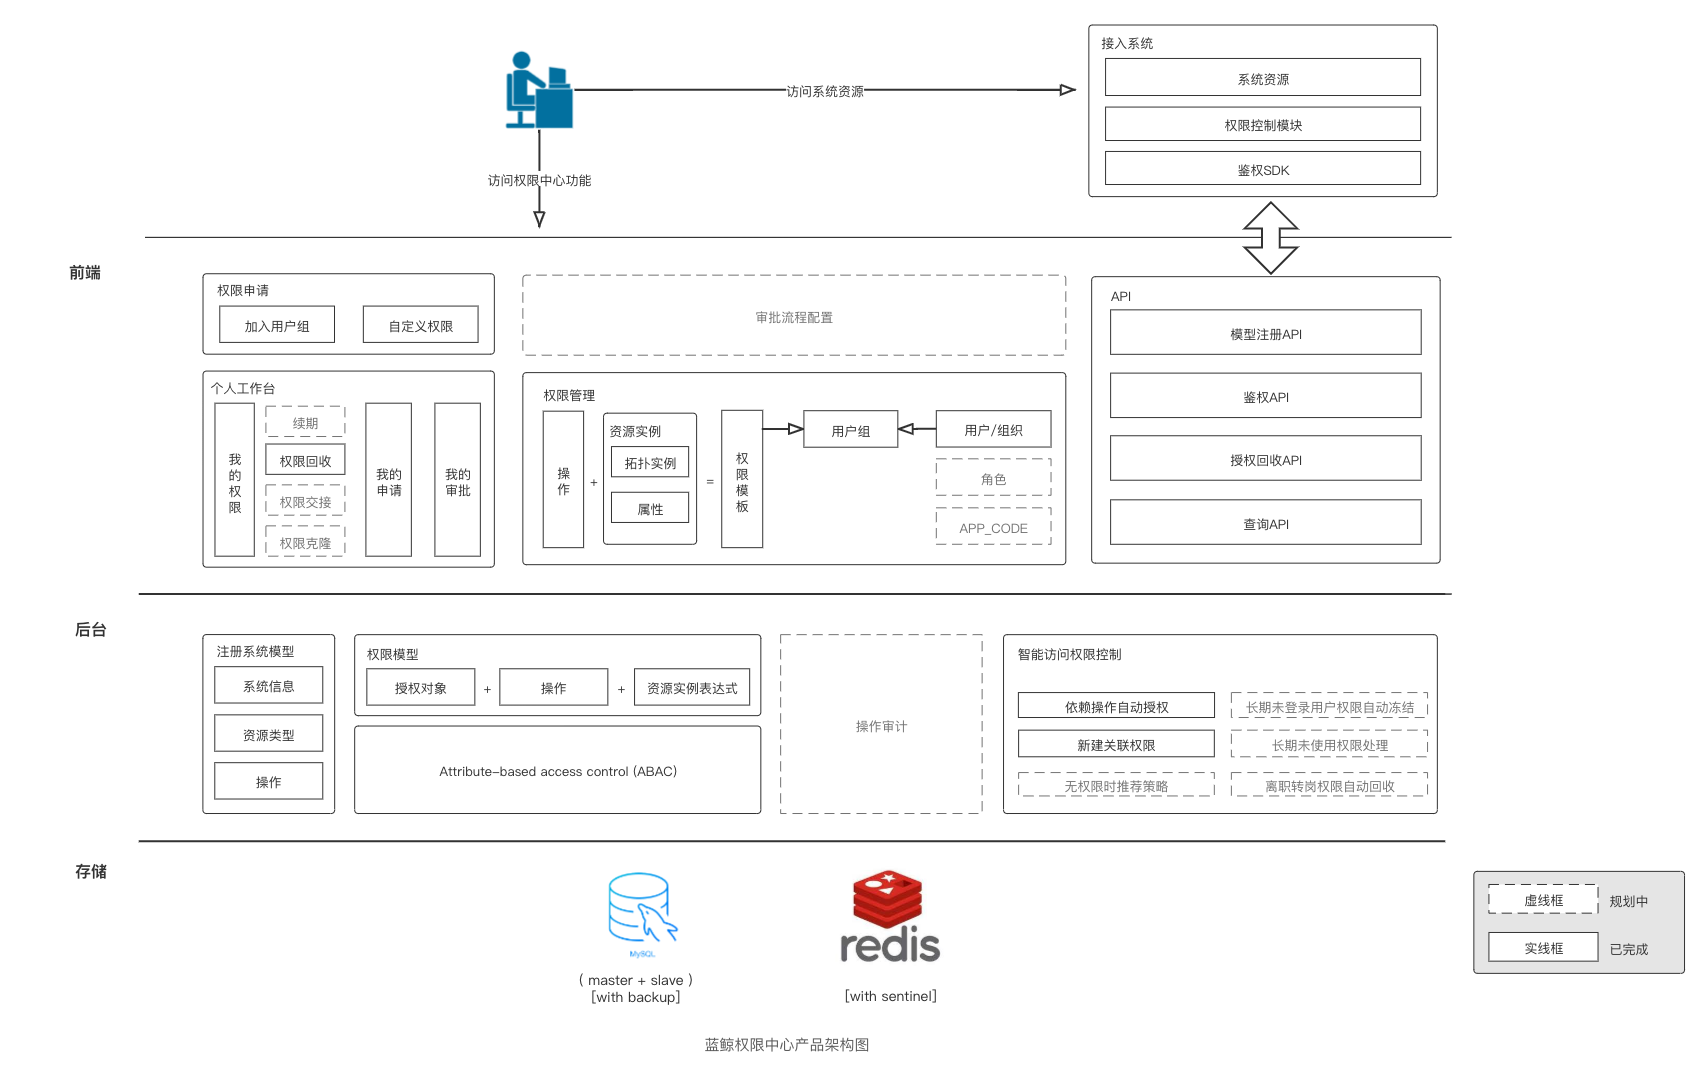 接入系统
系统资源
访问系统资源
权限控制模块
鉴权SDK
访问权限中心功能
前端
权限申请
加入用户组
自定义权限
审批流程配置
API
模型注册API
鉴权API
授权回收API
查询API
个人工作台
我的权限
续期
权限回收
权限交接
权限克隆
我的
申请
我的
审批
权限管理
操作
+
资源实例
拓扑实例
属性
=
权限模板
用户组
用户/组织
角色
APP_CODE
后台
注册系统模型
系统信息
资源类型
操作
权限模型
授权对象
+
操作
+
资源实例表达式
Attribute-based access control (ABAC)
操作审计
智能访问权限控制
依赖操作自动授权
长期未登录用户权限自动冻结
新建关联权限
长期未使用权限处理
无权限时推荐策略
离职转岗权限自动回收
存储
MySQL
( master + slave )
[with backup]
redis
[with sentinel]
虚线框
规划中
实线框
已完成
蓝鲸权限中心产品架构图